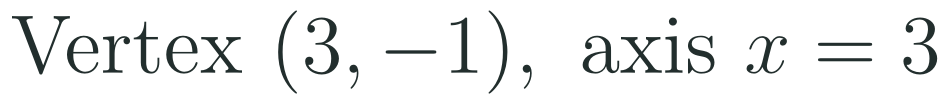 Vertex (3, −1), axis x = 3